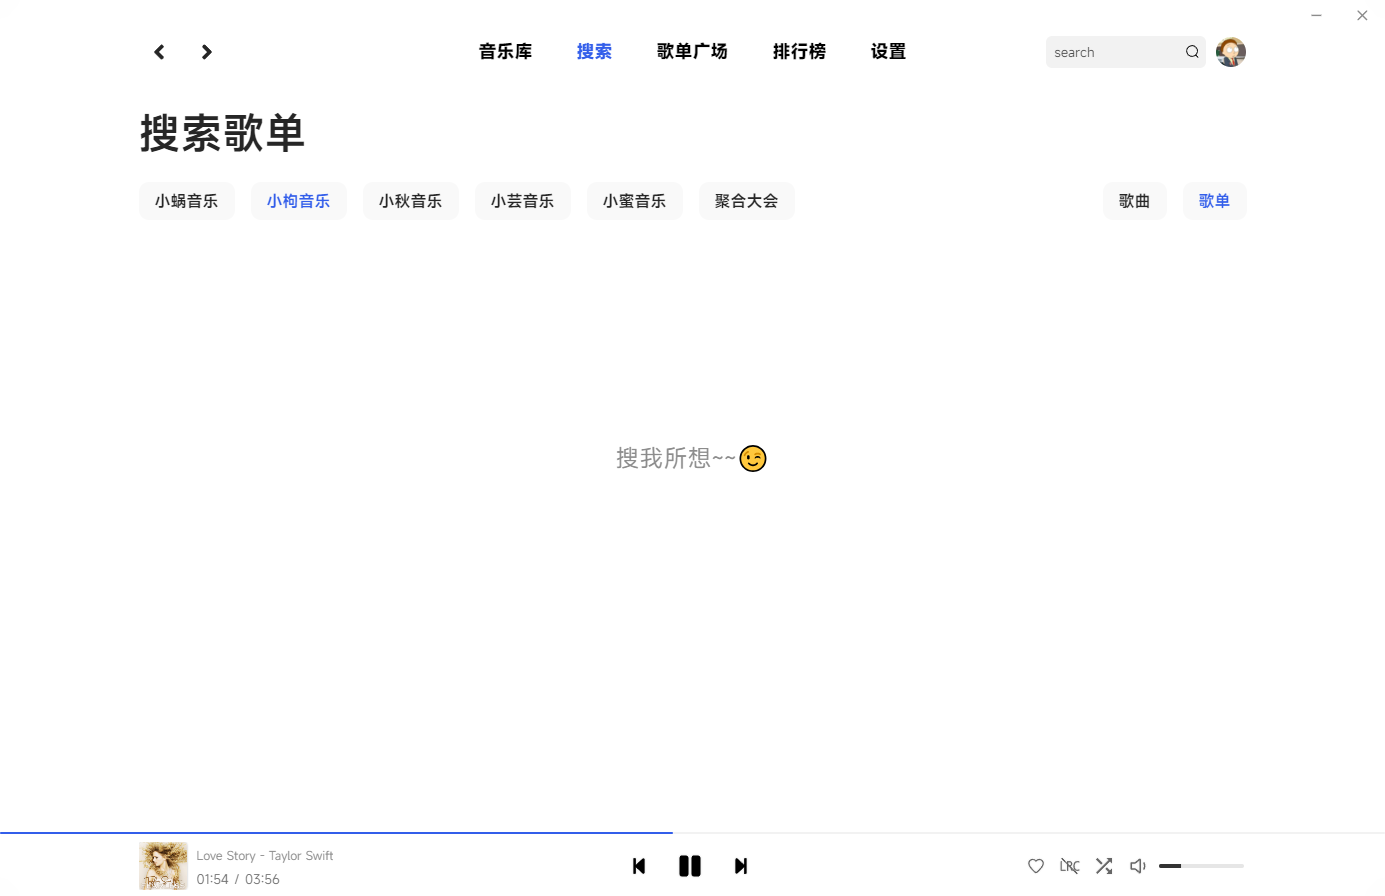 音乐库 搜索 歌单广场 排行榜 设置 search
搜索歌单
小蜗音乐 小枸音乐 小秋音乐 小芸音乐 小蜜音乐 聚合大会 歌曲 歌单
搜我所想~~😉
Love Story - Taylor Swift
01:54 / 03:56
LRC